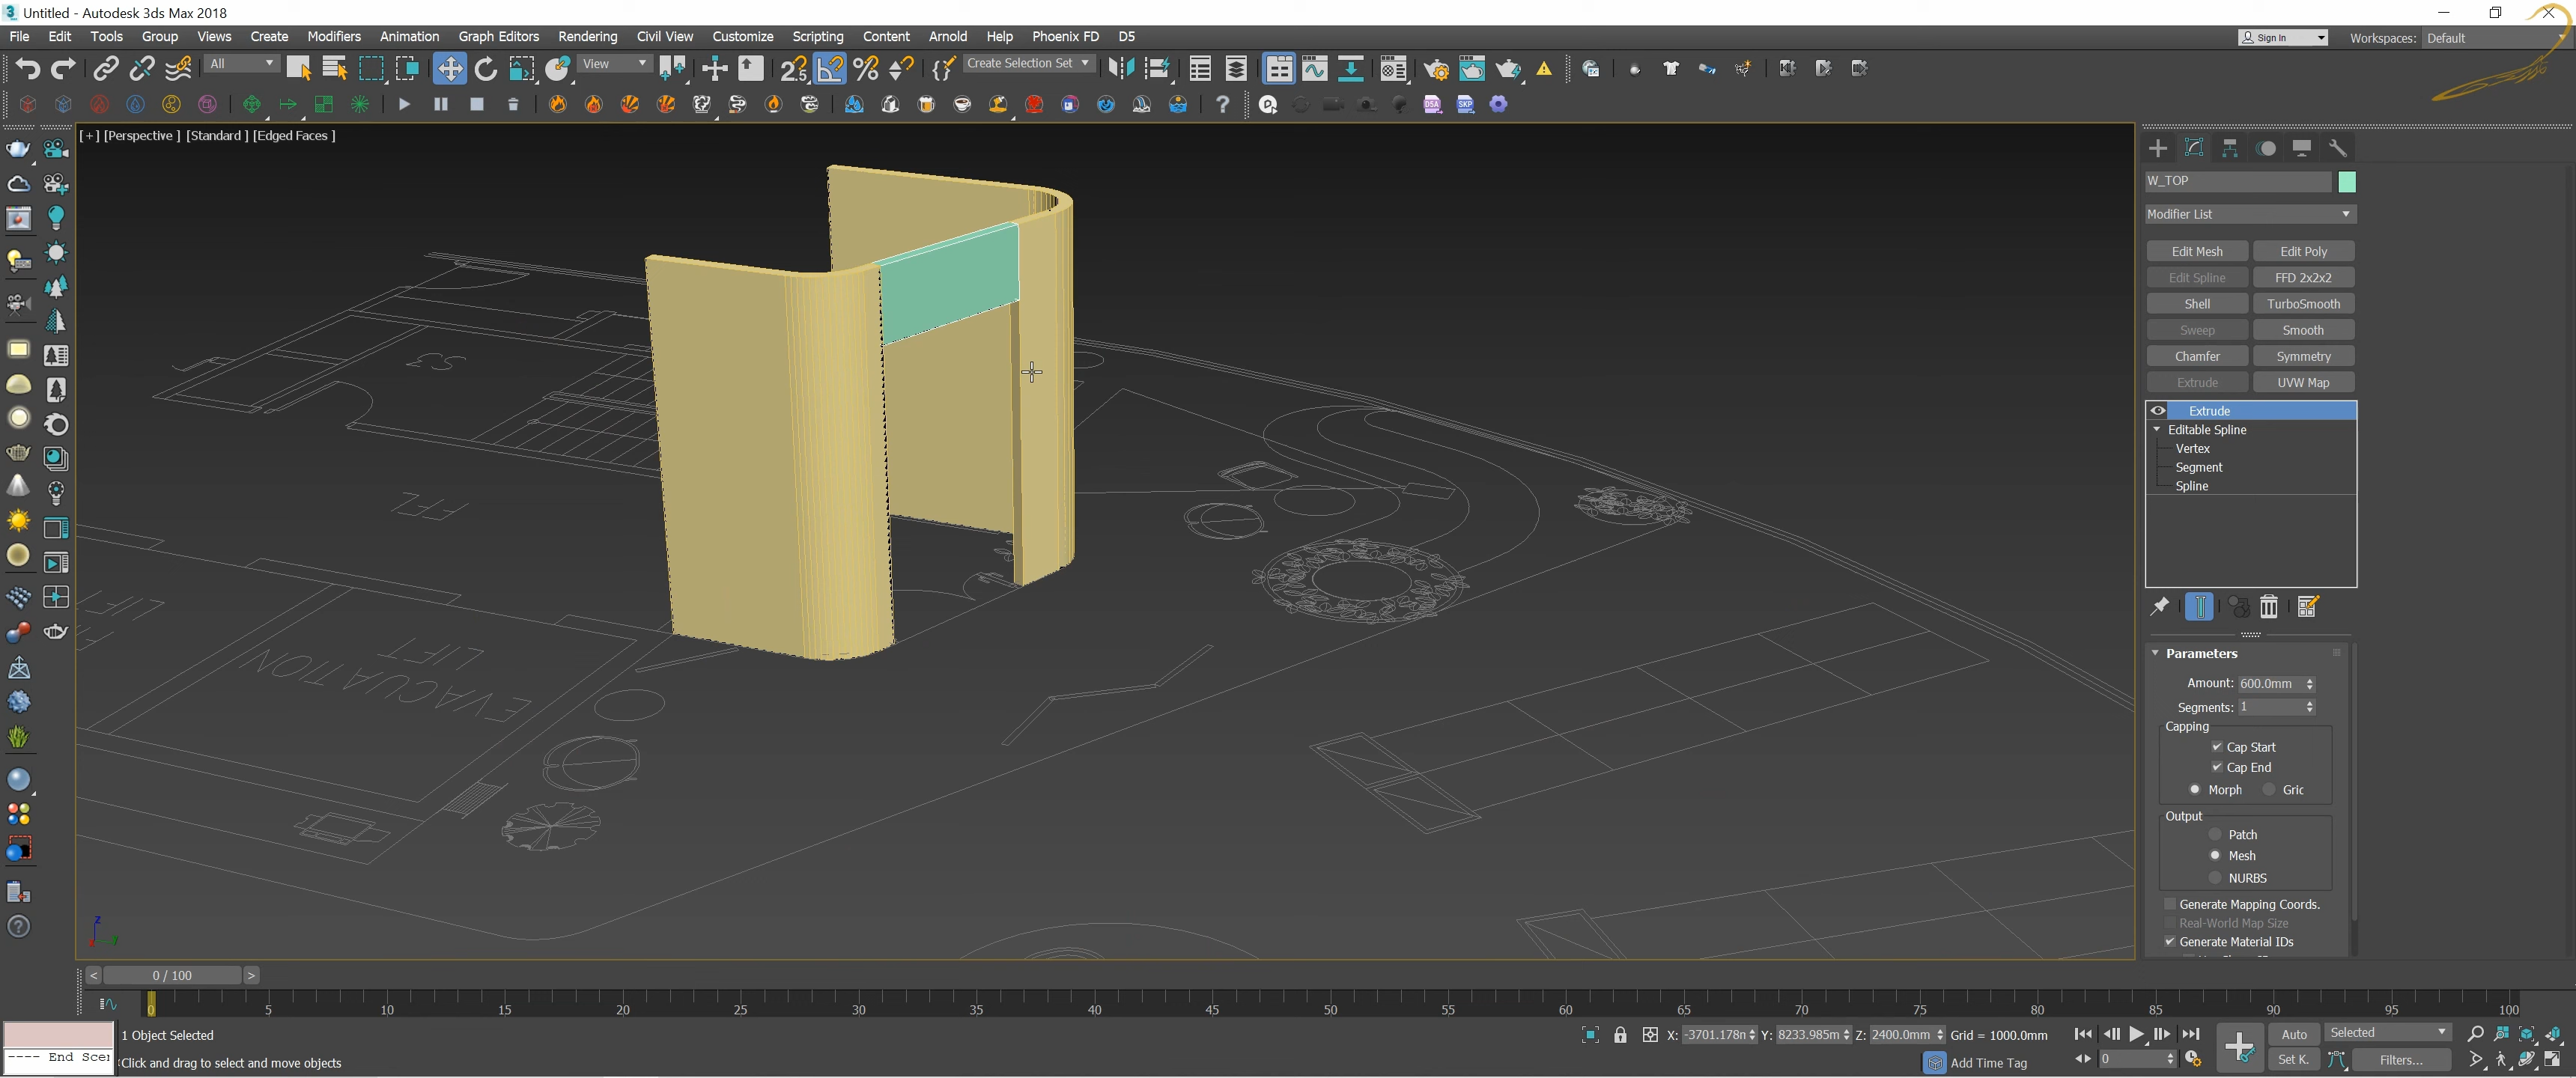 Untitled - Autodesk 3ds Max 2018
File Edit Tools Group Views Create Modifiers Animation Graph Editors Rendering Civil View Customize Scripting Content Arnold Help Phoenix FD D5
Sign In Workspaces: Default
All View Create Selection Set
[+] [Perspective ] [Standard ] [Edged Faces ]
W_TOP
Modifier List
Edit Mesh Edit Poly
Edit Spline FFD 2x2x2
Shell TurboSmooth
Sweep Smooth
Chamfer Symmetry
Extrude UVW Map
Extrude
Editable Spline
Vertex
Segment
Spline
FFL
LIFT
EVACUATION
Parameters
Amount: 600.0mm
Segments: 1
Capping
Cap Start
Cap End
Morph Gric
Output
Patch
Mesh
NURBS
Generate Mapping Coords.
Real-World Map Size
Generate Material IDs
z
< 0 / 100 >
0 5 10 15 20 25 30 35 40 45 50 55 60 65 70 75 80 85 90 95 100
1 Object Selected
X: -3701.178n Y: 8233.985m Z: 2400.0mm Grid = 1000.0mm
Auto Selected
---- End Scer
Click and drag to select and move objects
Add Time Tag
0
Set K. Filters...